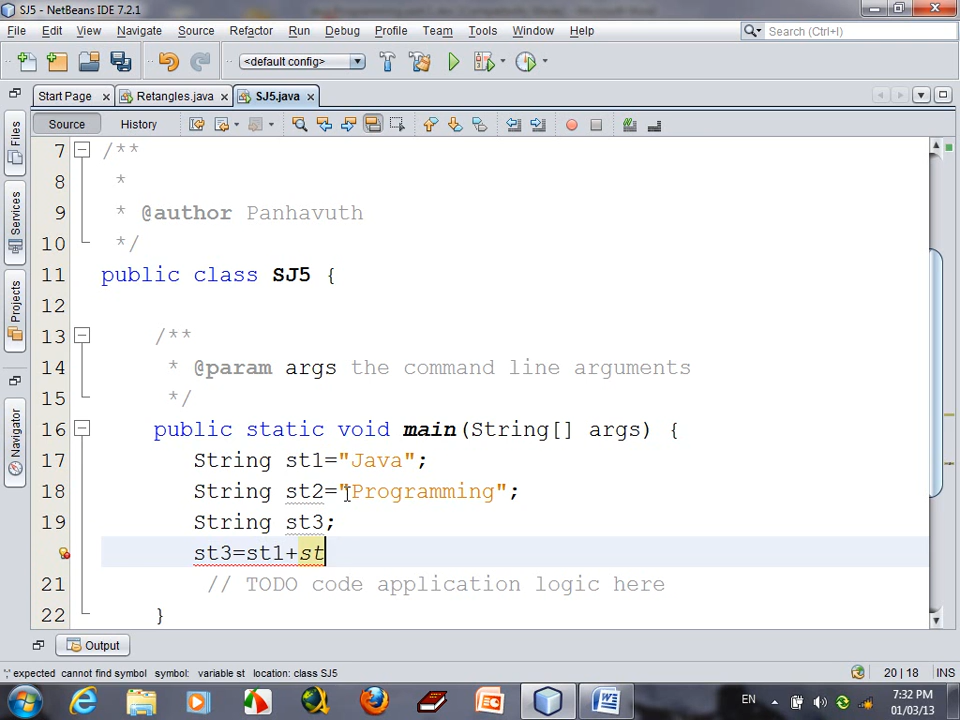 SJ5 - NetBeans IDE 7.2.1
File Edit View Navigate Source Refactor Run Debug Profile Team Tools Window Help
Search (Ctrl+I)
<default config>
Start Page Retangles.java SJ5.java
Source History
Files
Services
Projects
Navigator
7 /**
8 *
9 * @author Panhavuth
10 */
11 public class SJ5 {
12
13 /**
14 * @param args the command line arguments
15 */
16 public static void main(String[] args) {
17 String st1="Java";
18 String st2="Programming";
19 String st3;
st3=st1+st
21 // TODO code application logic here
22 }
Output
';' expected cannot find symbol symbol: variable st location: class SJ5
20 | 18 INS
EN 7:32 PM
01/03/13